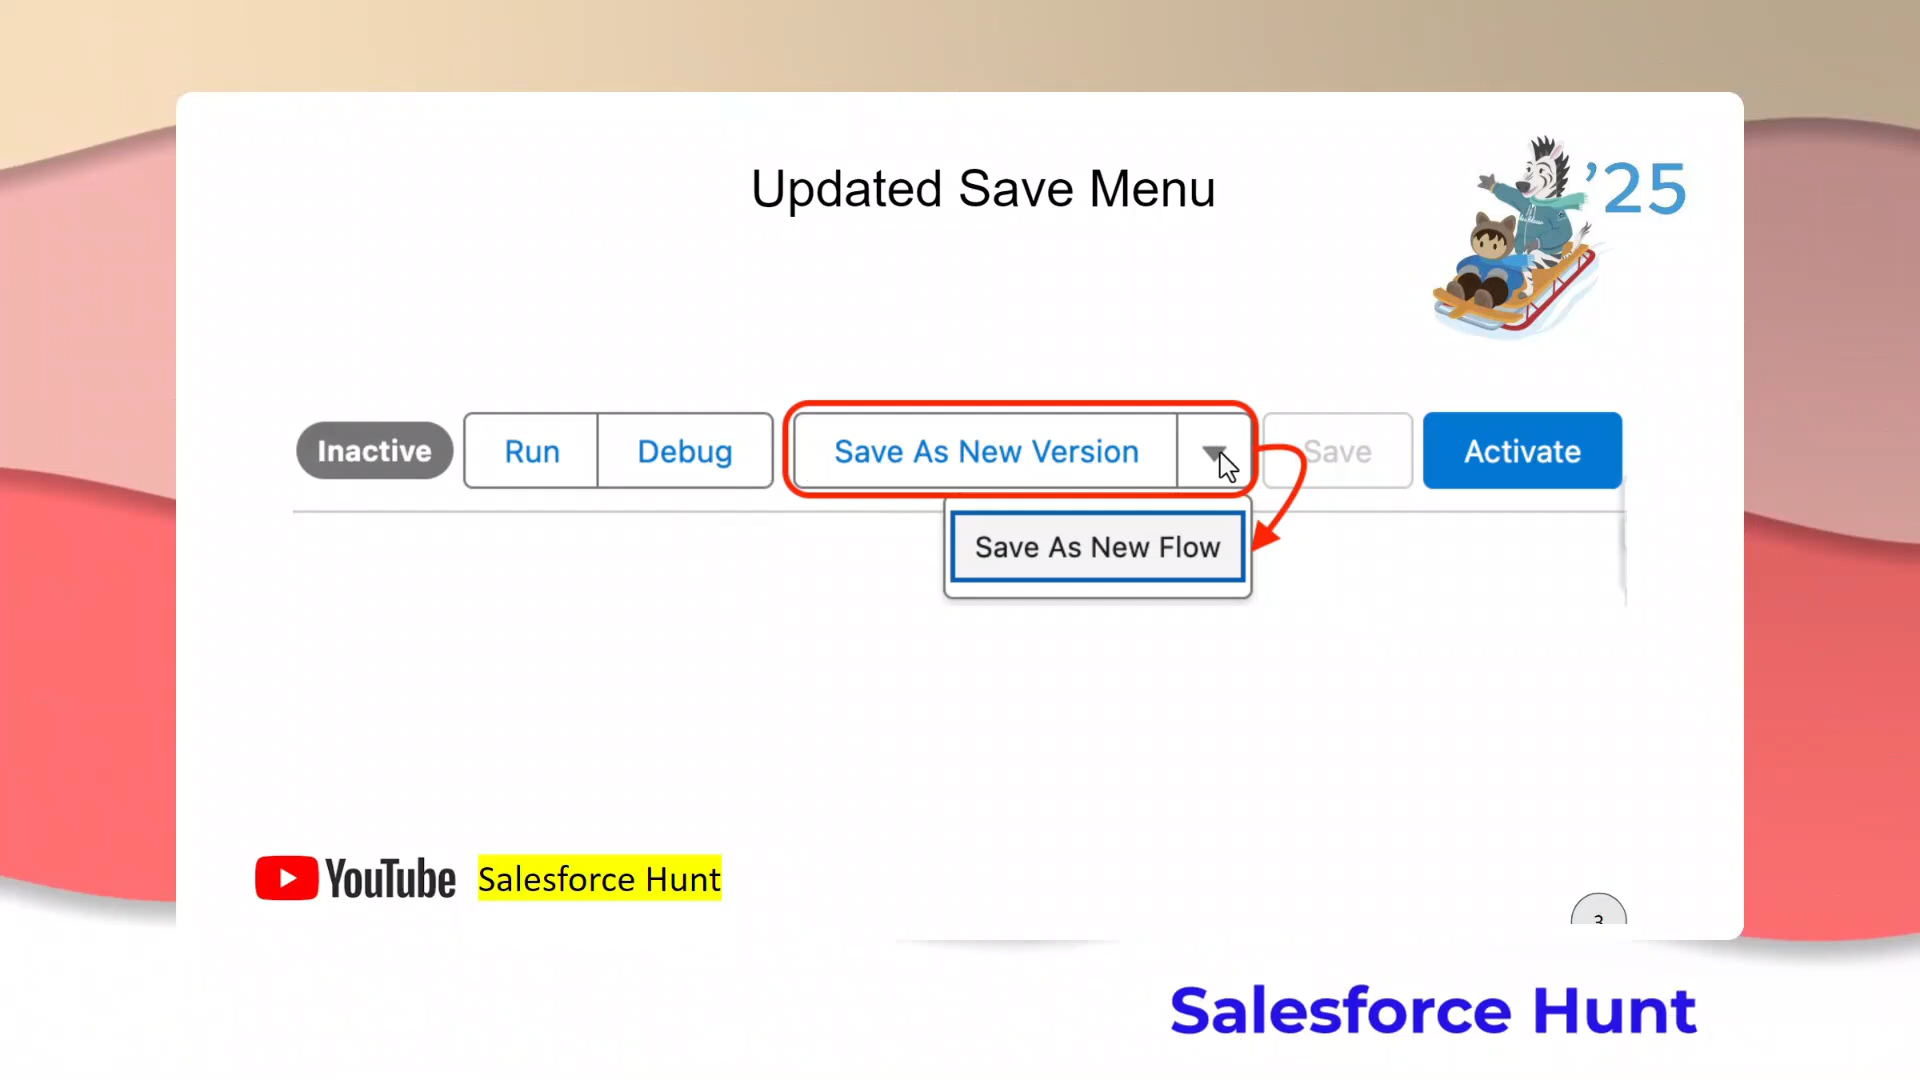 Updated Save Menu
'25
Inactive
Run
Debug
Save As New Version
Save
Activate
Save As New Flow
YouTube
Salesforce Hunt
3
Salesforce Hunt